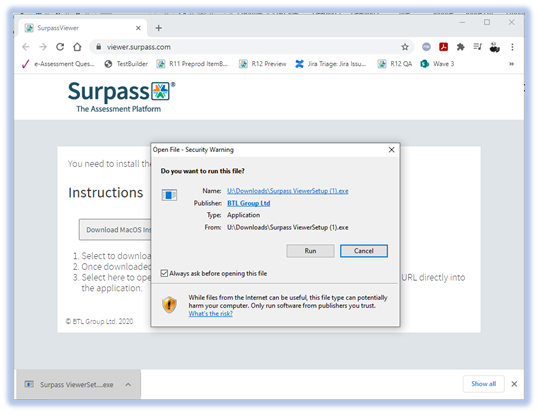 SurpassViewer
viewer.surpass.com
e-Assessment Ques...
TestBuilder
R11 Preprod ItemB...
R12 Preview
Jira Triage: Jira Issu...
R12 QA
Wave 3
Surpass®
The Assessment Platform
You need to install the
Instructions
Download MacOS Ins
1. Select to downloa
2. Once downloaded
3. Select here to ope
URL directly into
the application.
© BTL Group Ltd. 2020
Open File - Security Warning
Do you want to run this file?
Name: U:\Downloads\Surpass ViewerSetup (1).exe
Publisher: BTL Group Ltd
Type: Application
From: U:\Downloads\Surpass ViewerSetup (1).exe
Run
Cancel
Always ask before opening this file
While files from the Internet can be useful, this file type can potentially
harm your computer. Only run software from publishers you trust.
What's the risk?
Surpass ViewerSet....exe
Show all